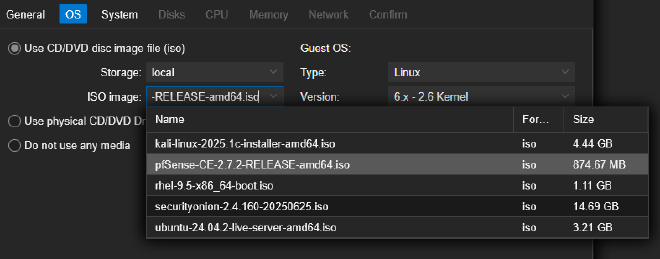 General OS System Disks CPU Memory Network Confirm
Use CD/DVD disc image file (iso) Guest OS:
Storage: local Type: Linux
ISO image: -RELEASE-amd64.iso Version: 6.x - 2.6 Kernel
Use physical CD/DVD Dr
Name For... Size
kali-linux-2025.1c-installer-amd64.iso iso 4.44 GB
Do not use any media
pfSense-CE-2.7.2-RELEASE-amd64.iso iso 874.67 MB
rhel-9.5-x86_64-boot.iso iso 1.11 GB
securityonion-2.4.160-20250625.iso iso 14.69 GB
ubuntu-24.04.2-live-server-amd64.iso iso 3.21 GB